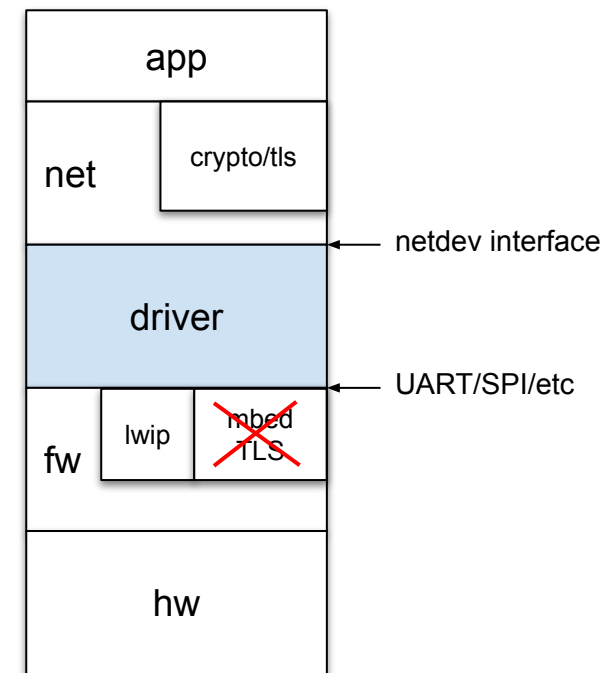 app
net
crypto/tls
netdev interface
driver
UART/SPI/etc
fw
lwip
mbed
TLS
hw